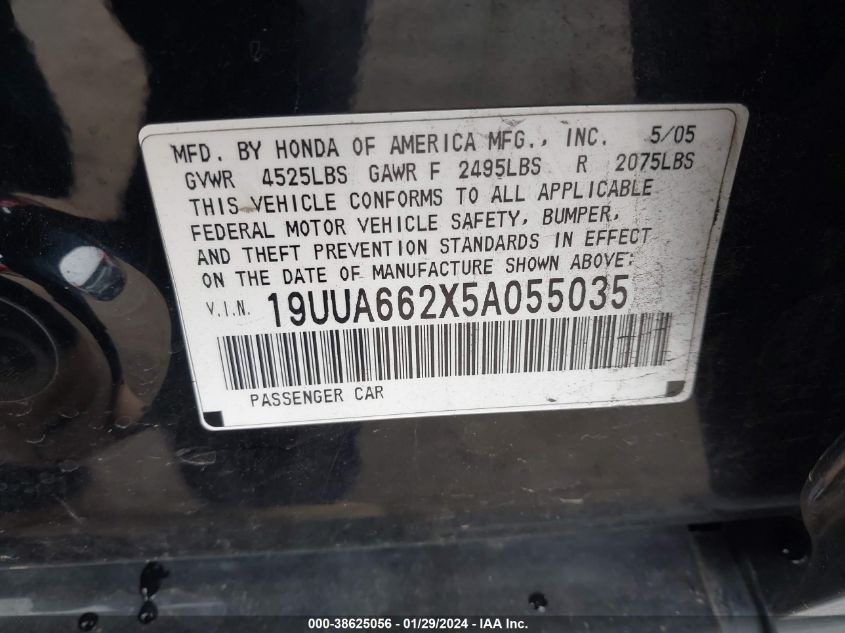 MFD. BY HONDA OF AMERICA MFG., INC. 5/05
GVWR 4525LBS GAWR F 2495LBS R 2075LBS
THIS VEHICLE CONFORMS TO ALL APPLICABLE
FEDERAL MOTOR VEHICLE SAFETY, BUMPER,
AND THEFT PREVENTION STANDARDS IN EFFECT
ON THE DATE OF MANUFACTURE SHOWN ABOVE:
V.I.N. 19UUA662X5A055035
PASSENGER CAR
000-38625056 - 01/29/2024 - IAA Inc.